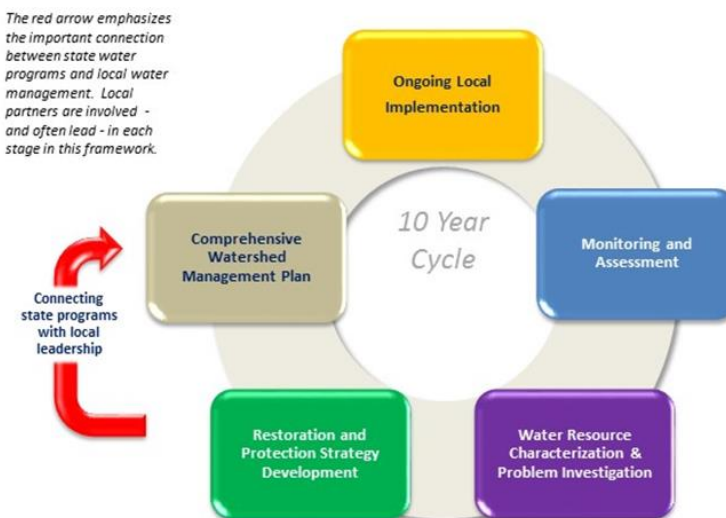 The red arrow emphasizes
the important connection
between state water
programs and local water
management. Local
partners are involved -
and often lead - in each
stage in this framework.
Ongoing Local
Implementation
10 Year
Cycle
Comprehensive
Watershed
Management Plan
Monitoring and
Assessment
Connecting
state programs
with local
leadership
Restoration and
Protection Strategy
Development
Water Resource
Characterization &
Problem Investigation